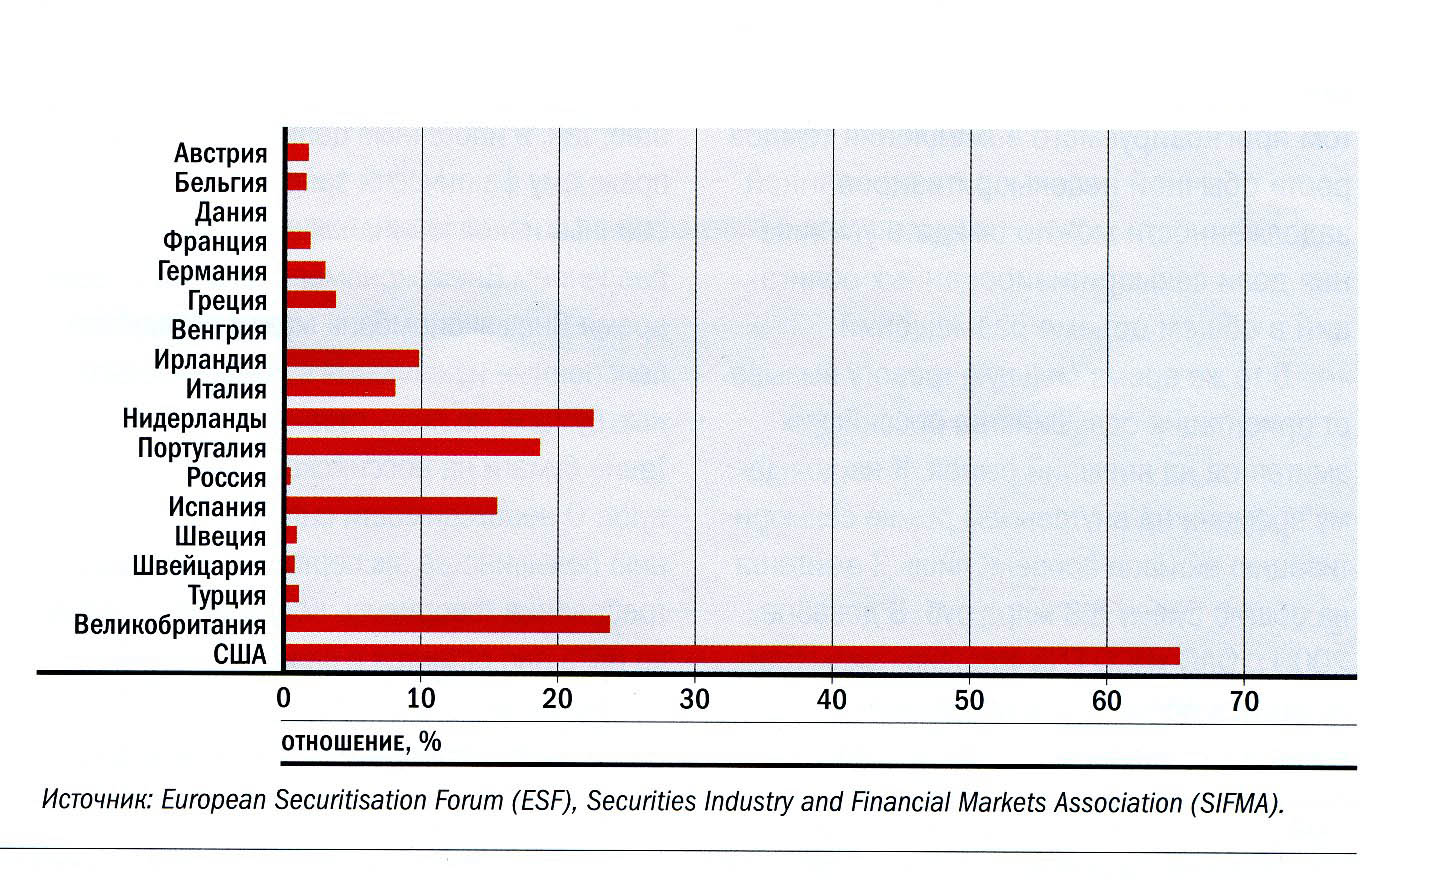 Австрия
Бельгия
Дания
Франция
Германия
Греция
Венгрия
Ирландия
Италия
Нидерланды
Португалия
Россия
Испания
Швеция
Швейцария
Турция
Великобритания
США
0 10 20 30 40 50 60 70
ОТНОШЕНИЕ, %
Источник: European Securitisation Forum (ESF), Securities Industry and Financial Markets Association (SIFMA).